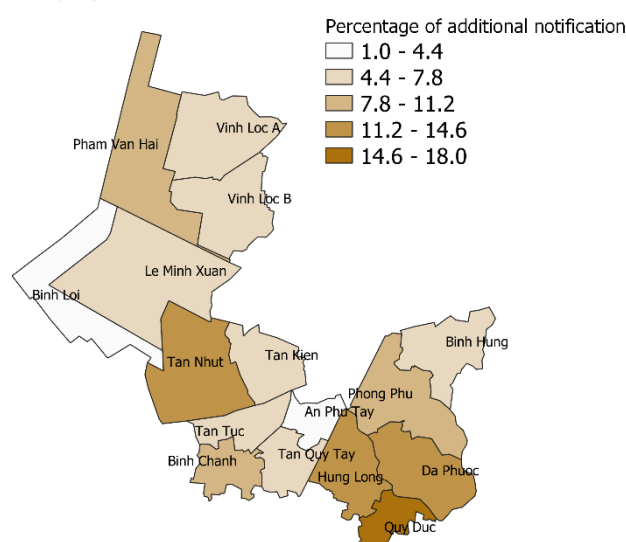 Percentage of additional notification
1.0 - 4.4
4.4 - 7.8
7.8 - 11.2
11.2 - 14.6
14.6 - 18.0
Vinh Loc A
Pham Van Hai
Vinh Loc B
Le Minh Xuan
Binh Loi
Binh Hung
Tan Kien
Tan Nhut
Phong Phu
An Phu Tay
Tan Tuc
Tan Quy Tay
Binh Chanh
Da Phuoc
Hung Long
Quy Duc